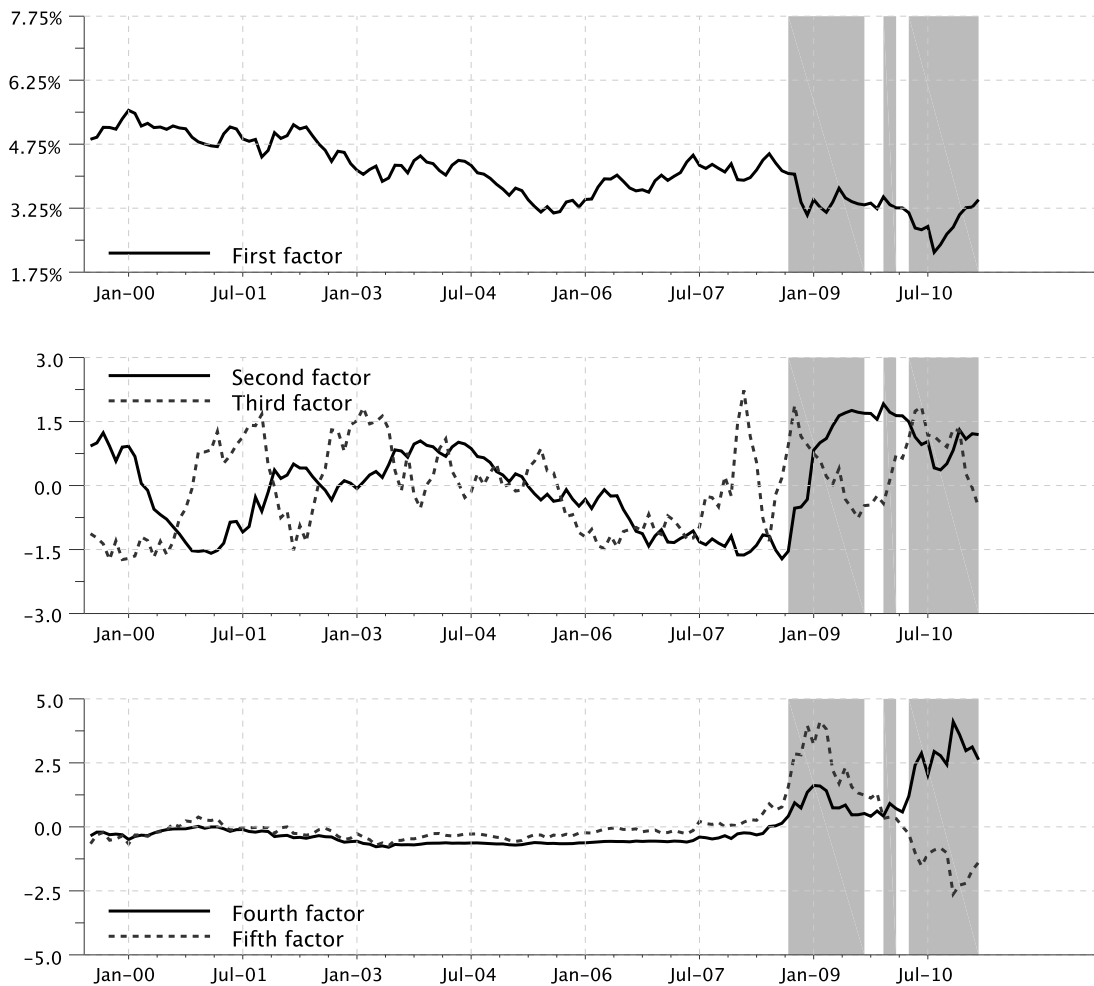 7.75%
6.25%
4.75%
3.25%
1.75%
First factor
Jan-00 Jul-01 Jan-03 Jul-04 Jan-06 Jul-07 Jan-09 Jul-10
3.0
1.5
0.0
-1.5
-3.0
Second factor
Third factor
Jan-00 Jul-01 Jan-03 Jul-04 Jan-06 Jul-07 Jan-09 Jul-10
5.0
2.5
0.0
-2.5
-5.0
Fourth factor
Fifth factor
Jan-00 Jul-01 Jan-03 Jul-04 Jan-06 Jul-07 Jan-09 Jul-10